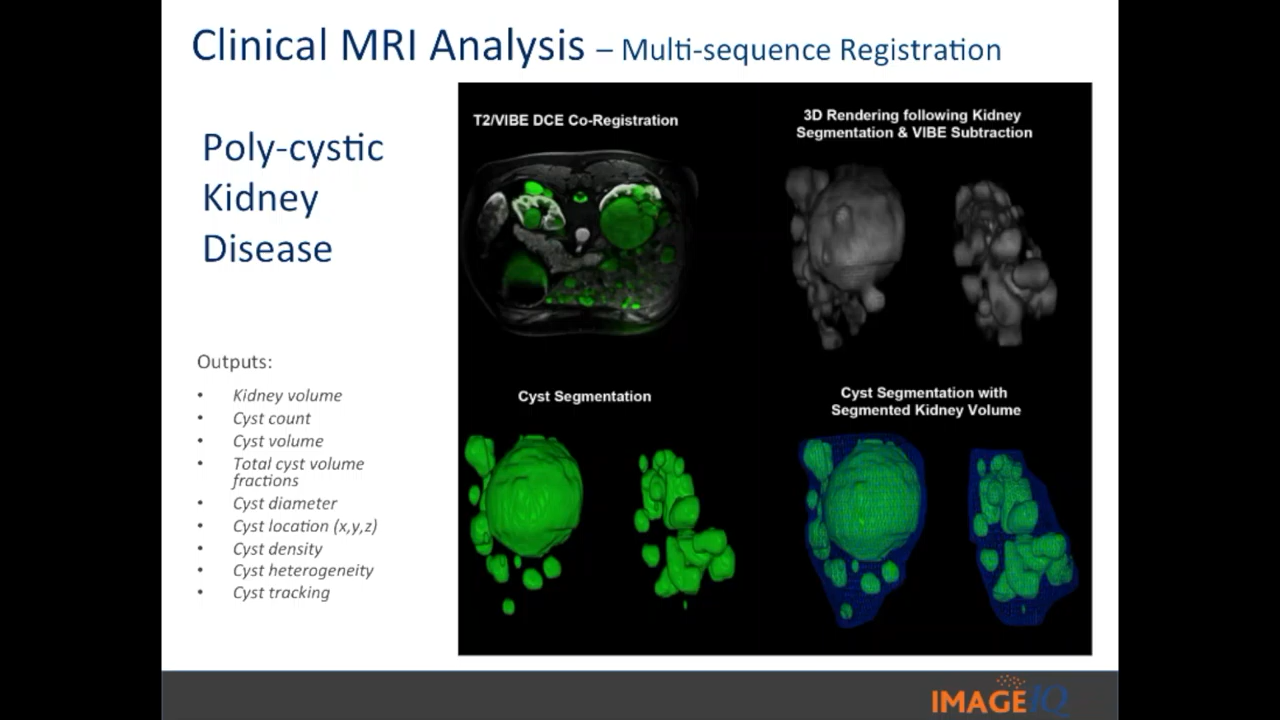 Clinical MRI Analysis – Multi-sequence Registration
Poly-cystic
Kidney
Disease
Outputs:
• Kidney volume
• Cyst count
• Cyst volume
• Total cyst volume
fractions
• Cyst diameter
• Cyst location (x,y,z)
• Cyst density
• Cyst heterogeneity
• Cyst tracking
T2/VIBE DCE Co-Registration
3D Rendering following Kidney
Segmentation & VIBE Subtraction
Cyst Segmentation
Cyst Segmentation with
Segmented Kidney Volume
IMAGEIQ